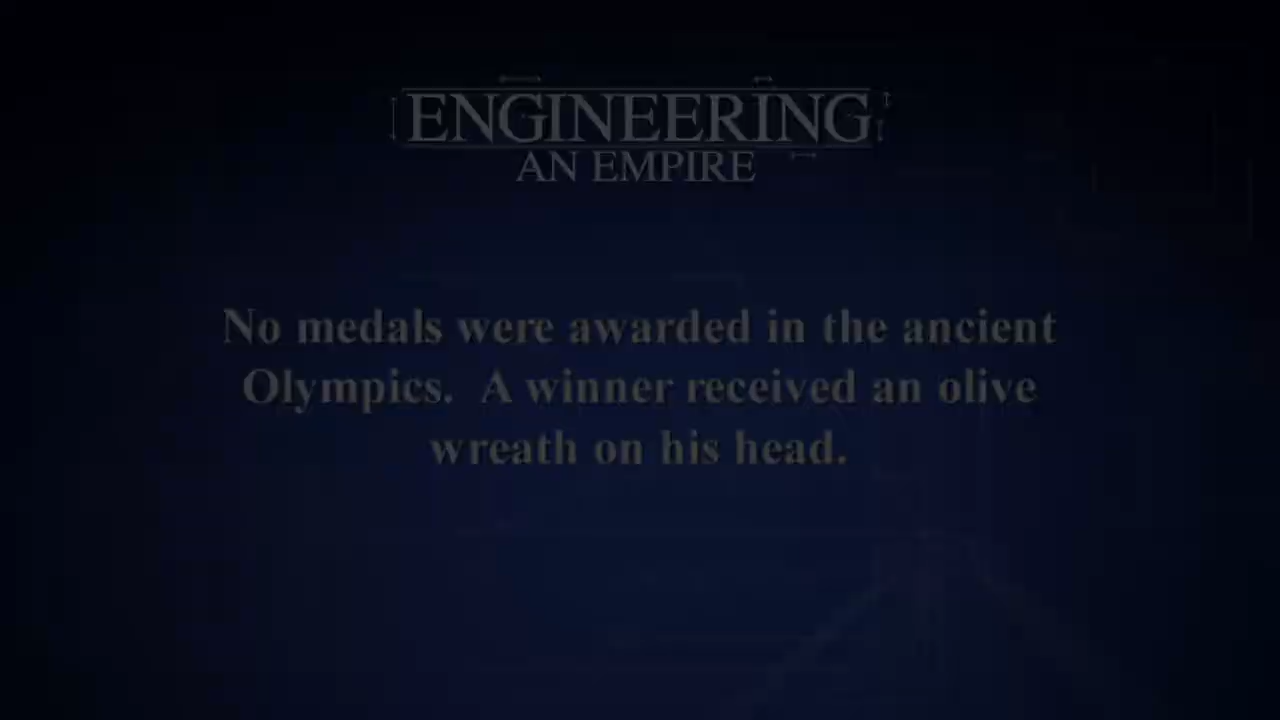 ENGINEERING
AN EMPIRE
No medals were awarded in the ancient
Olympics. A winner received an olive
wreath on his head.